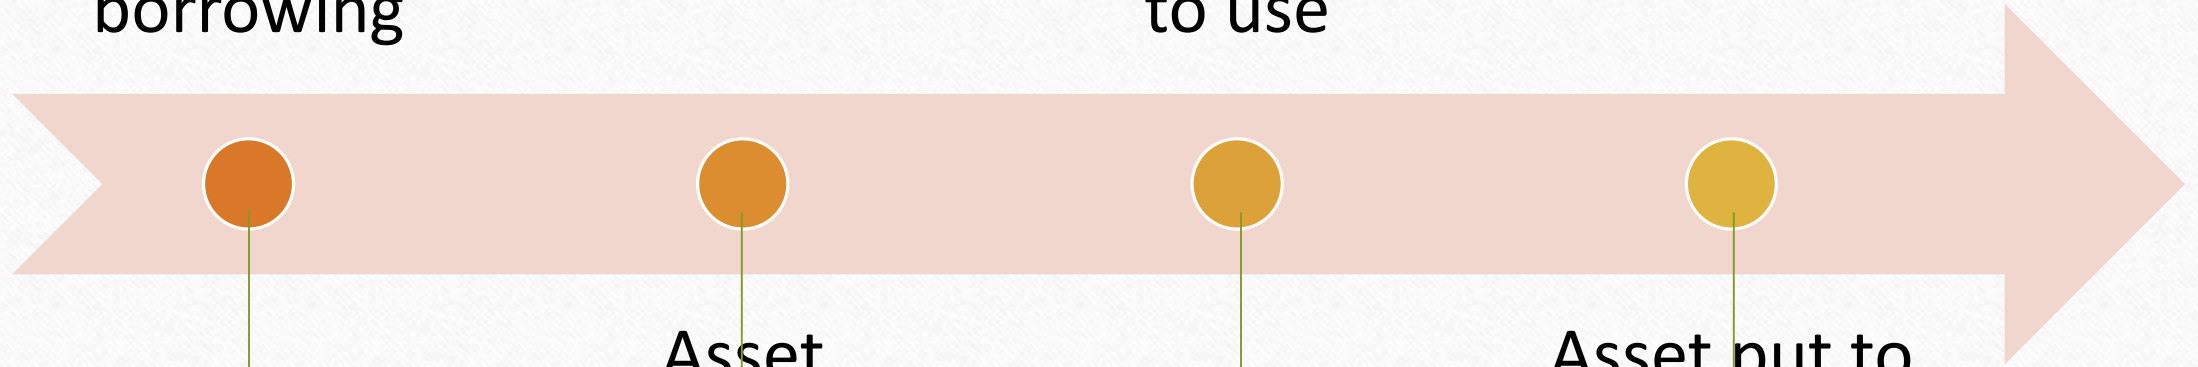 borrowing
to use
Asset
Asset put to